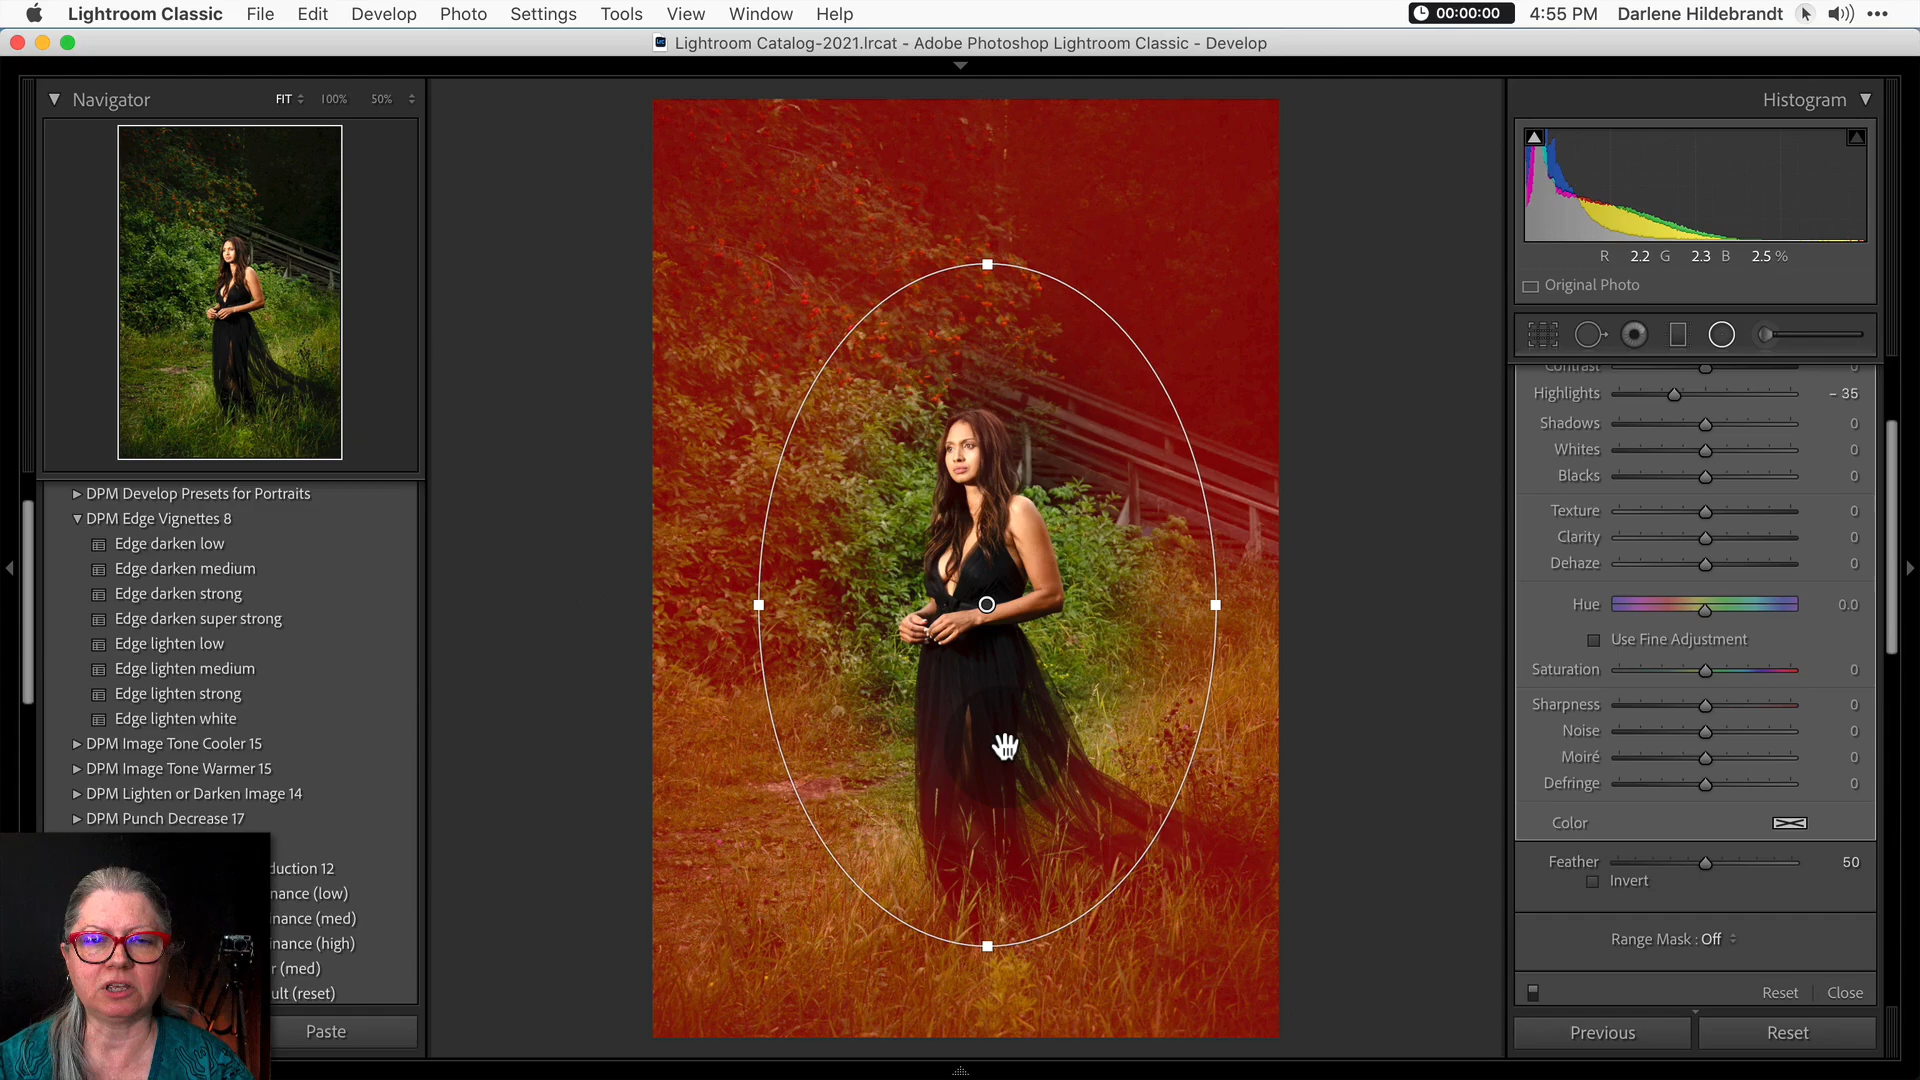 Lightroom Classic File Edit Develop Photo Settings Tools View Window Help 00:00:00 4:55 PM Darlene Hildebrandt
Lightroom Catalog-2021.lrcat - Adobe Photoshop Lightroom Classic - Develop
Navigator FIT 100% 50%
DPM Develop Presets for Portraits
DPM Edge Vignettes 8
Edge darken low
Edge darken medium
Edge darken strong
Edge darken super strong
Edge lighten low
Edge lighten medium
Edge lighten strong
Edge lighten white
DPM Image Tone Cooler 15
DPM Image Tone Warmer 15
DPM Lighten or Darken Image 14
DPM Punch Decrease 17
duction 12
nance (low)
inance (med)
inance (high)
r (med)
ult (reset)
Paste
Histogram
R 2.2 G 2.3 B 2.5 %
Original Photo
Contrast 0
Highlights - 35
Shadows 0
Whites 0
Blacks 0
Texture 0
Clarity 0
Dehaze 0
Hue 0.0
Use Fine Adjustment
Saturation 0
Sharpness 0
Noise 0
Moiré 0
Defringe 0
Color
Feather 50
Invert
Range Mask : Off
Reset Close
Previous Reset